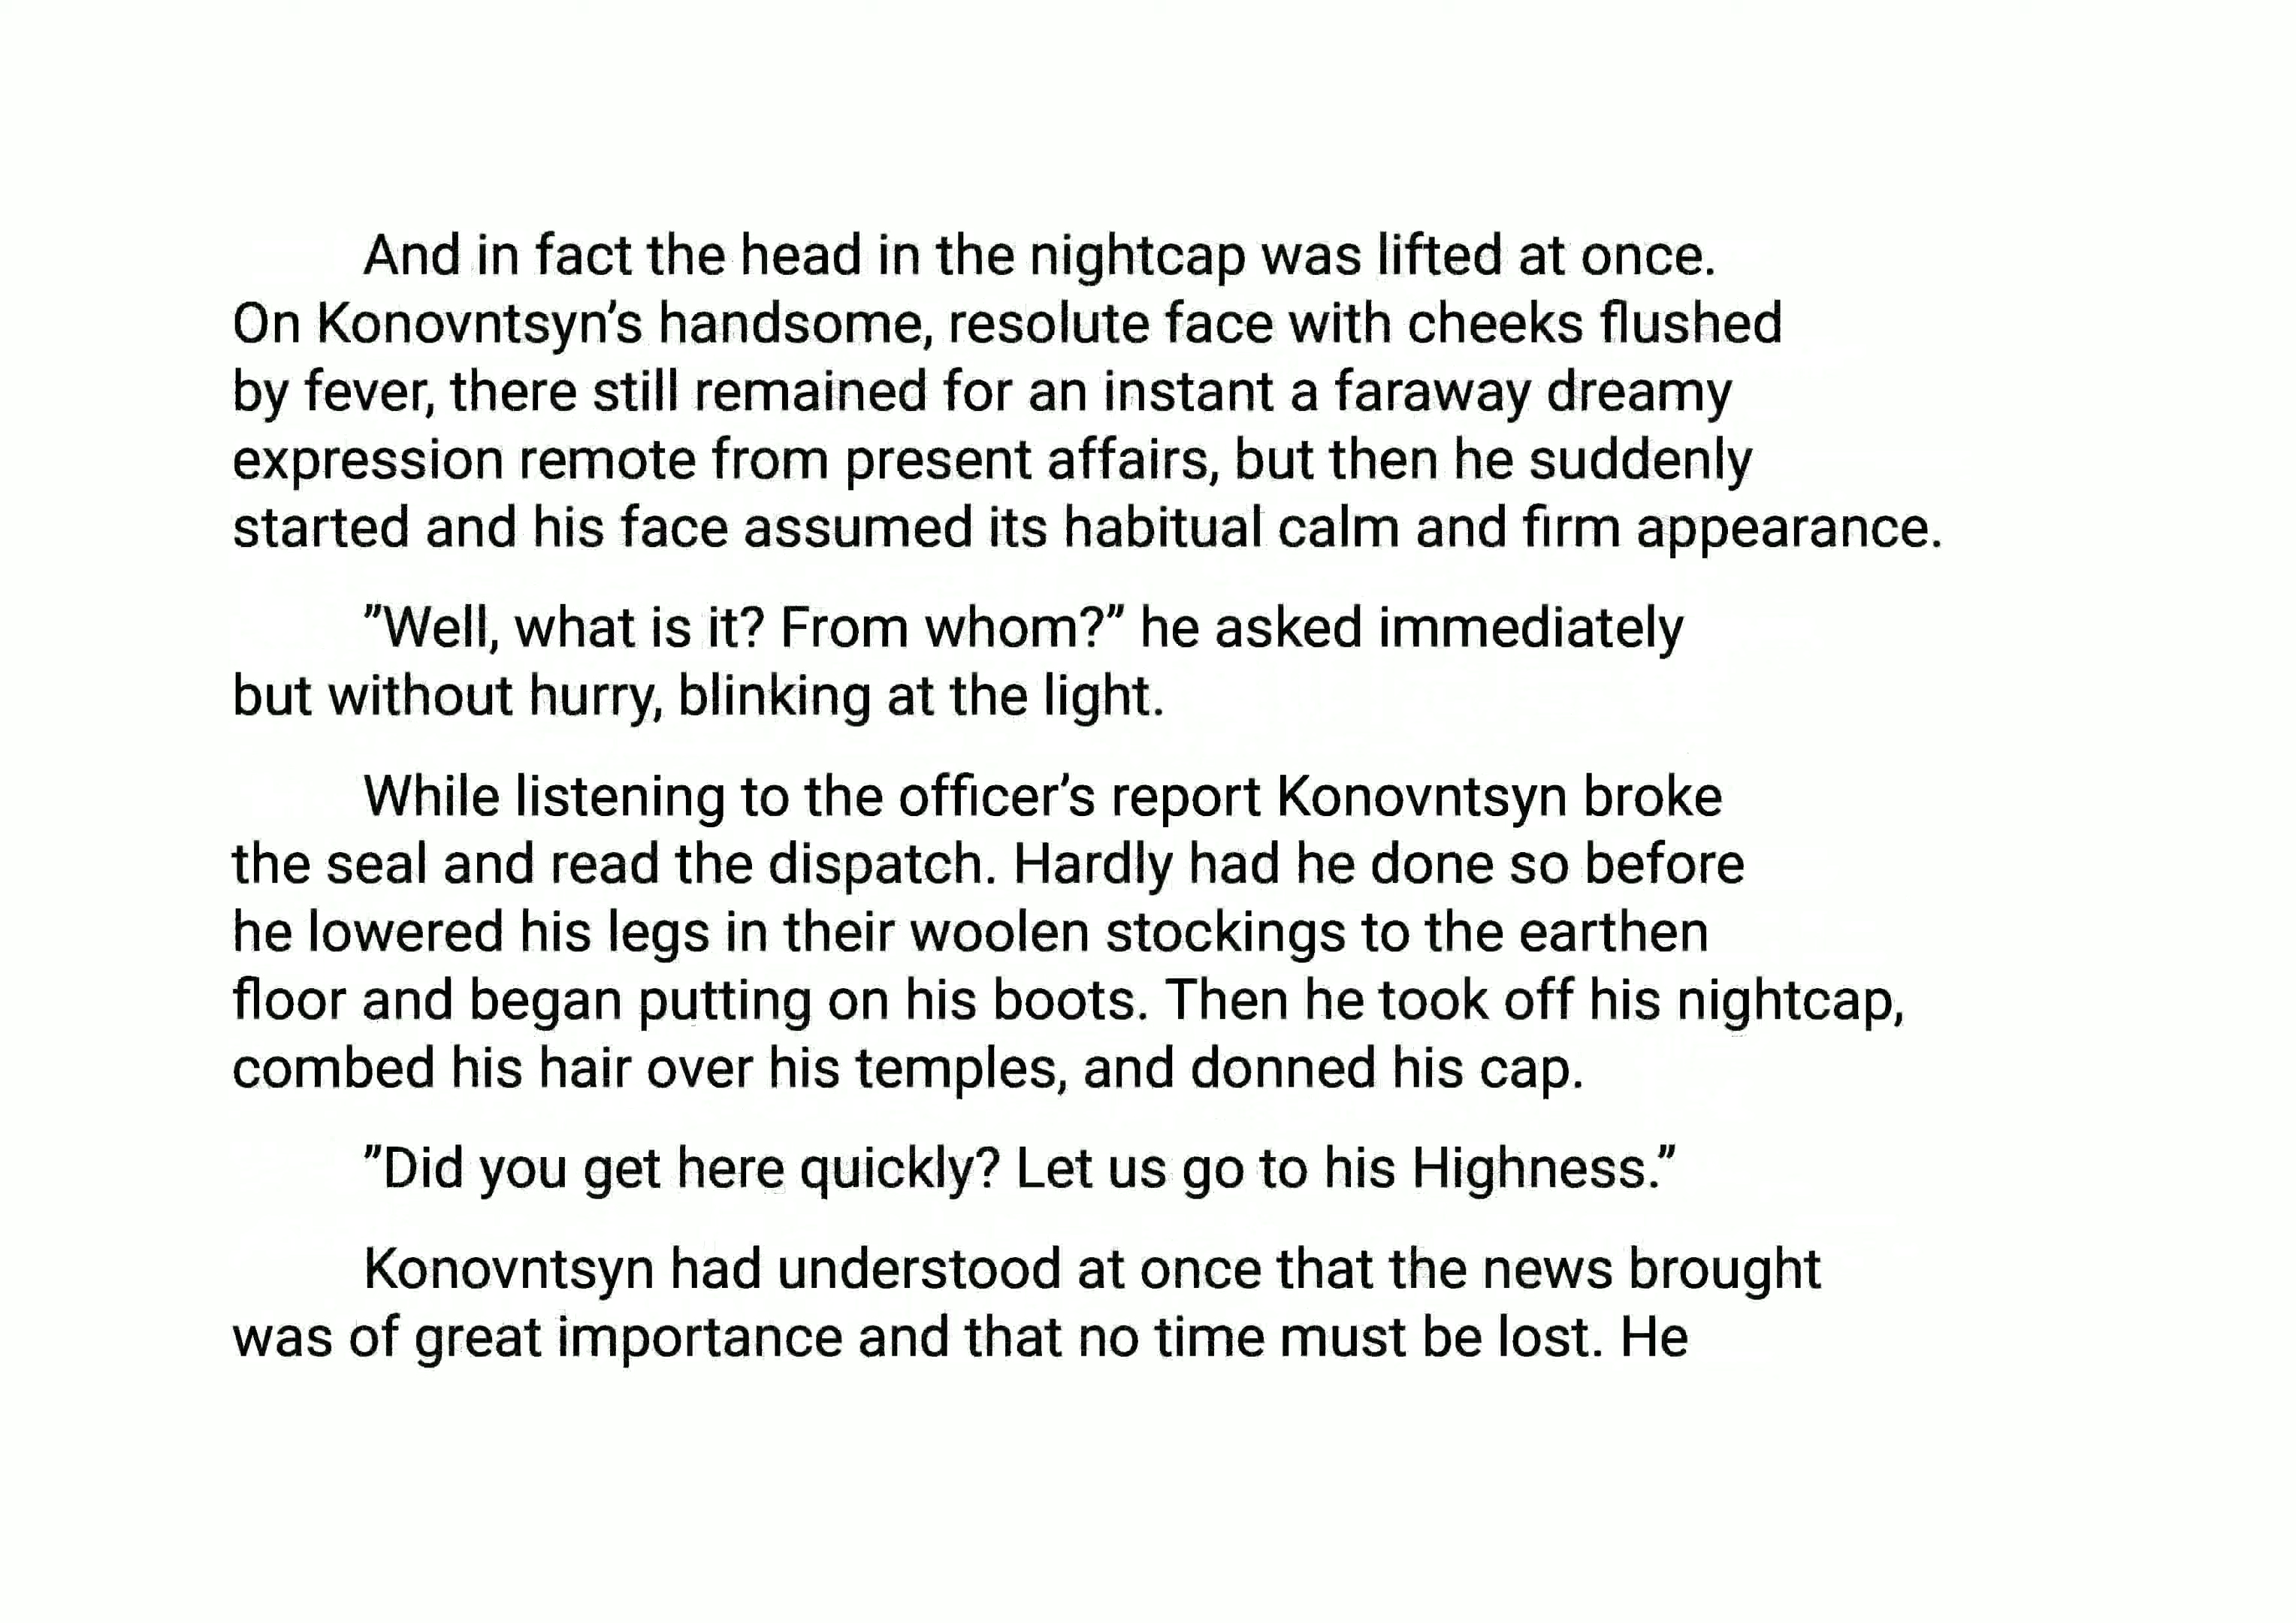 And in fact the head in the nightcap was lifted at once.
On Konovntsyn's handsome, resolute face with cheeks flushed
by fever, there still remained for an instant a faraway dreamy
expression remote from present affairs, but then he suddenly
started and his face assumed its habitual calm and firm appearance.
"Well, what is it? From whom?" he asked immediately
but without hurry, blinking at the light.
While listening to the officer's report Konovntsyn broke
the seal and read the dispatch. Hardly had he done so before
he lowered his legs in their woolen stockings to the earthen
floor and began putting on his boots. Then he took off his nightcap,
combed his hair over his temples, and donned his cap.
"Did you get here quickly? Let us go to his Highness."
Konovntsyn had understood at once that the news brought
was of great importance and that no time must be lost. He